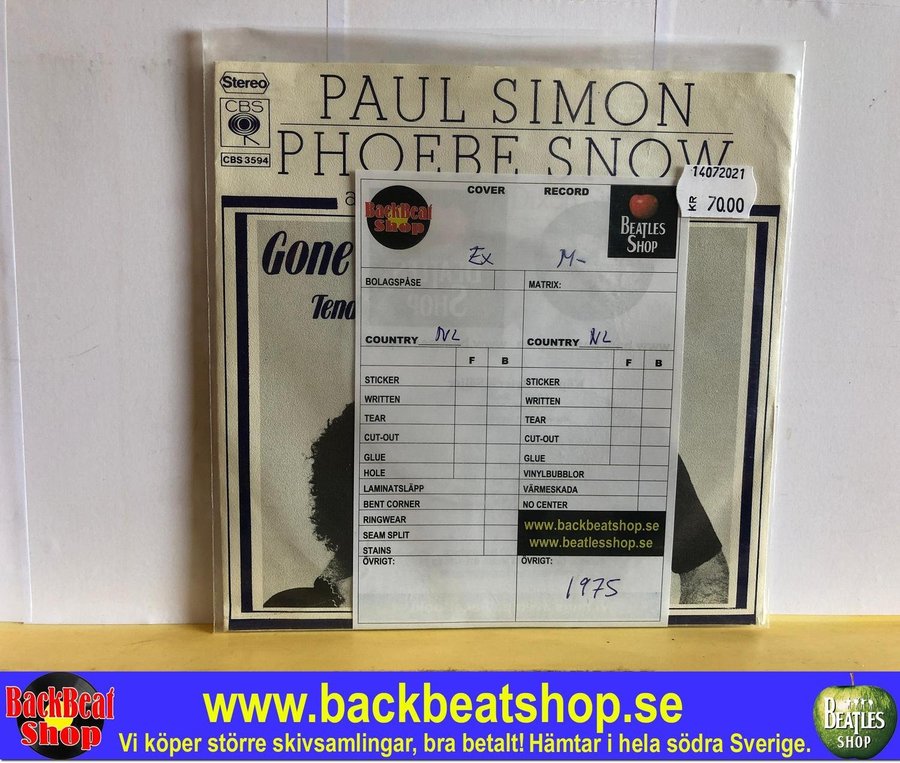 Stereo
CBS
CBS 3594
PAUL SIMON
PHOEBE SNOW
14072021
KR 70.00
Gone
BackBeat
Shop
COVER
RECORD
BEATLES
SHOP
Ex
M-
BOLAGSPÅSE
MATRIX:
COUNTRY NL
COUNTRY NL
F B
F B
STICKER
STICKER
WRITTEN
WRITTEN
TEAR
TEAR
CUT-OUT
CUT-OUT
GLUE
GLUE
HOLE
VINYLBUBBLOR
LAMINATSLÄPP
VÄRMESKADA
BENT CORNER
NO CENTER
RINGWEAR
www.backbeatshop.se
SEAM SPLIT
www.beatlesshop.se
STAINS
ÖVRIGT:
ÖVRIGT:
1975
BackBeat
Shop
www.backbeatshop.se
Vi köper större skivsamlingar, bra betalt! Hämtar i hela södra Sverige.
BEATLES
SHOP